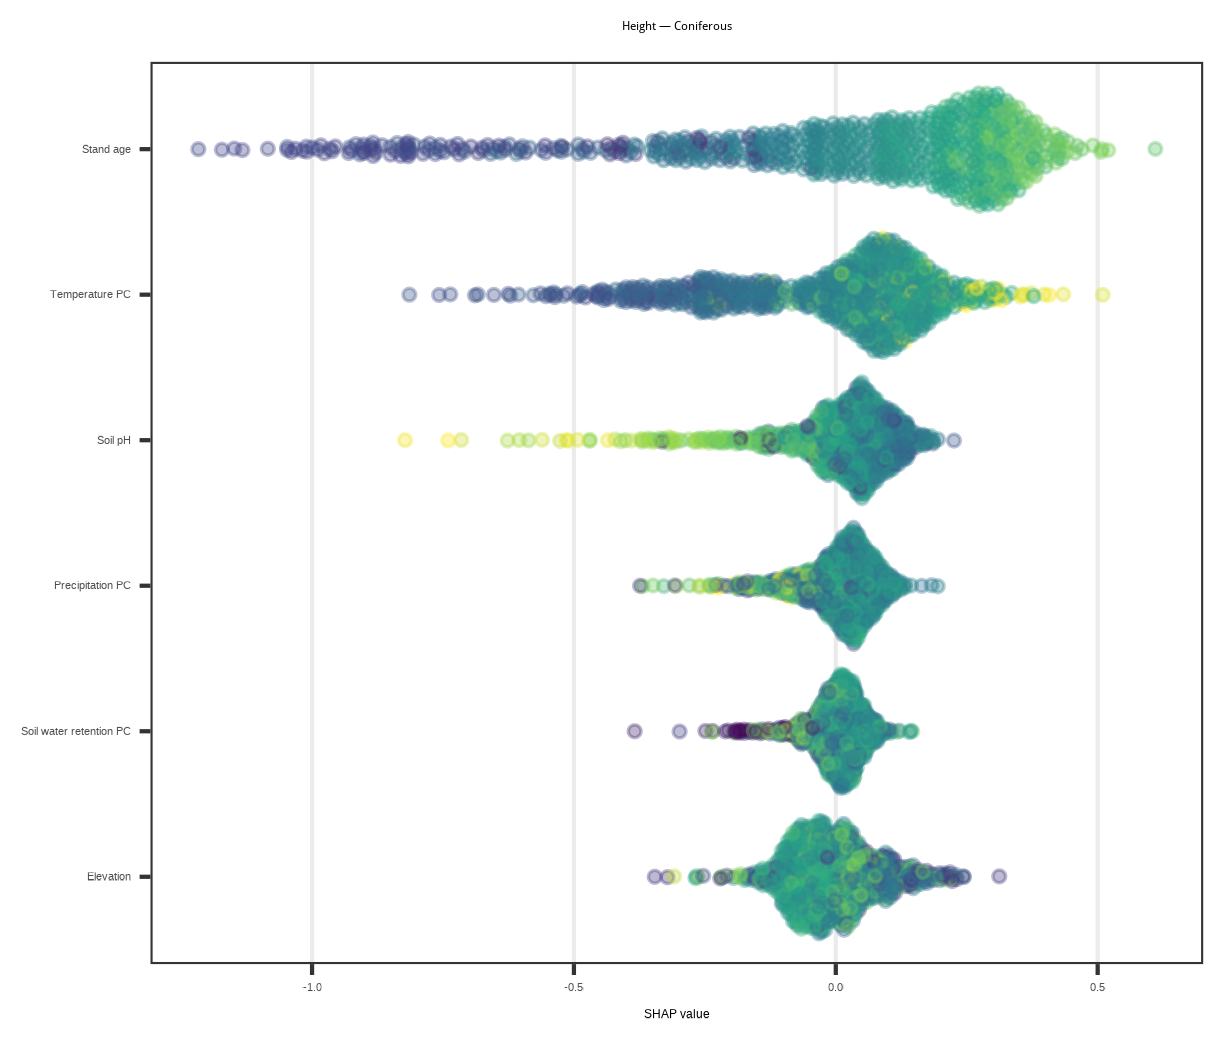 Height — Coniferous
Stand age
Temperature PC
Soil pH
Precipitation PC
Soil water retention PC
Elevation
-1.0
-0.5
0.0
0.5
SHAP value